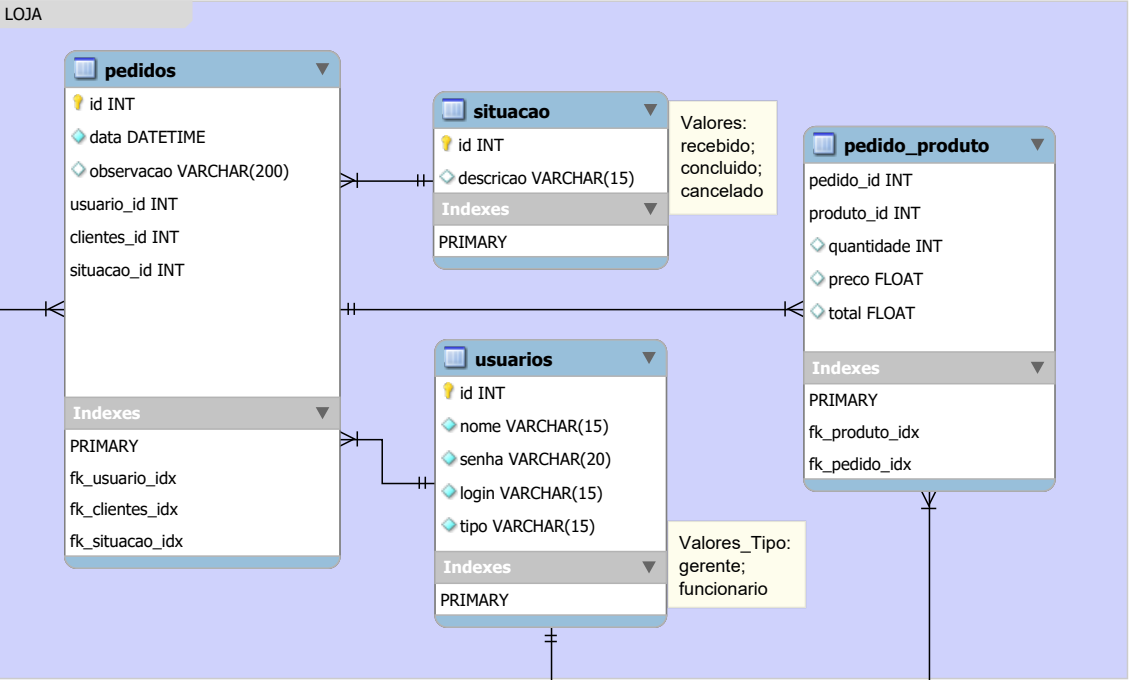 LOJA
pedidos
id INT
data DATETIME
observacao VARCHAR(200)
usuario_id INT
clientes_id INT
situacao_id INT
Indexes
PRIMARY
fk_usuario_idx
fk_clientes_idx
fk_situacao_idx
situacao
id INT
descricao VARCHAR(15)
Indexes
PRIMARY
Valores:
recebido;
concluido;
cancelado
usuarios
id INT
nome VARCHAR(15)
senha VARCHAR(20)
login VARCHAR(15)
tipo VARCHAR(15)
Indexes
PRIMARY
Valores_Tipo:
gerente;
funcionario
pedido_produto
pedido_id INT
produto_id INT
quantidade INT
preco FLOAT
total FLOAT
Indexes
PRIMARY
fk_produto_idx
fk_pedido_idx